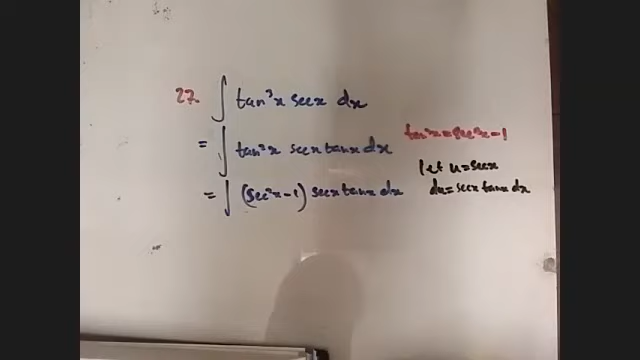 27. ∫ tan³x secx dx
= ∫ tan²x secx tanx dx
tan²x = sec²x - 1
= ∫ (sec²x - 1) secx tanx dx
let u = secx
du = secx tanx dx